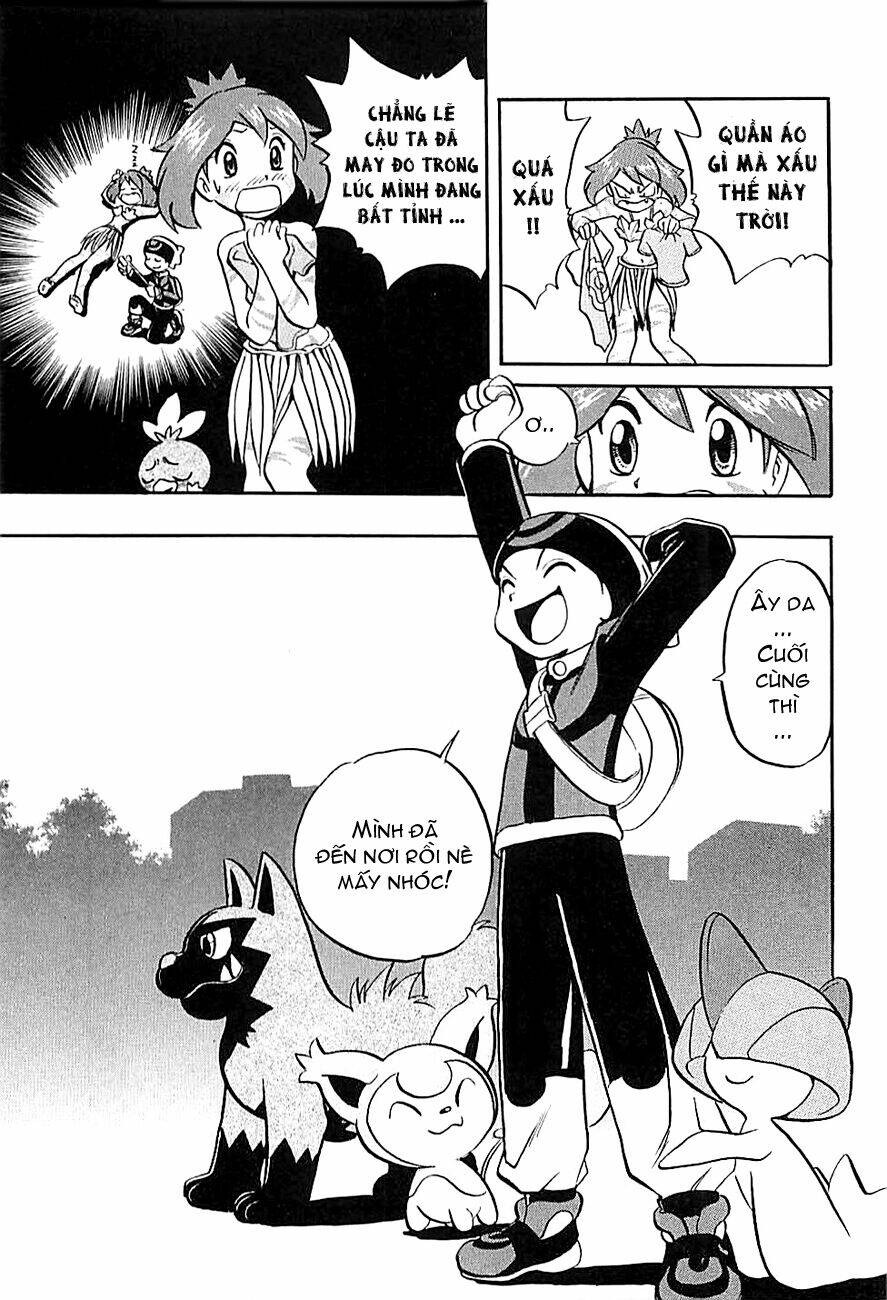 QUẦN ÁO
GÌ MÀ XẤU
THẾ NÀY
TRỜI!!
QUÁ
XẤU
!!
Ơ..
CHẲNG LẼ
CẬU TA ĐÃ
MAY ĐO TRONG
LÚC MÌNH ĐANG
BẤT TỈNH ...
ZZZ
ÂY DA
...
CUỐI
CÙNG
THÌ
...
MÌNH ĐÃ
ĐẾN NƠI RỒI NÈ
MẤY NHÓC!